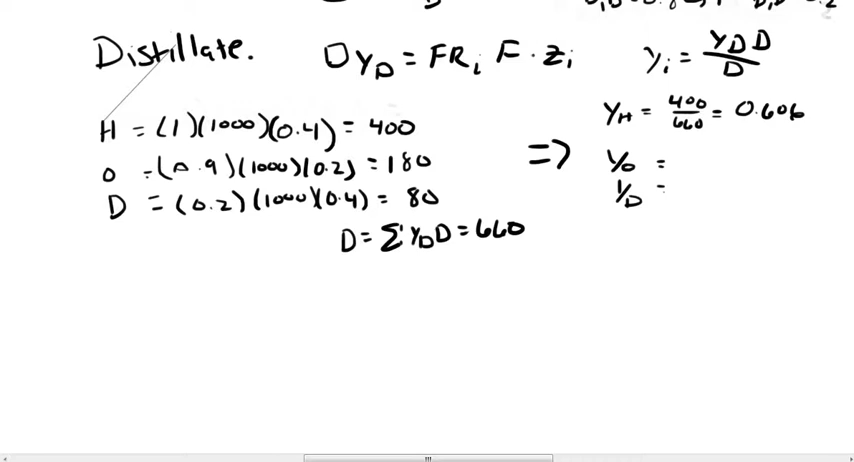 Distillate. D Y_D = FR_i F · z_i y_i = Y_D D / D
H = (1)(1000)(0.4) = 400
O = (0.9)(1000)(0.2) = 180
D = (0.2)(1000)(0.4) = 80
D = Σ Y_D D = 660
⇒
Y_H = 400/660 = 0.606
Y_O =
Y_D =